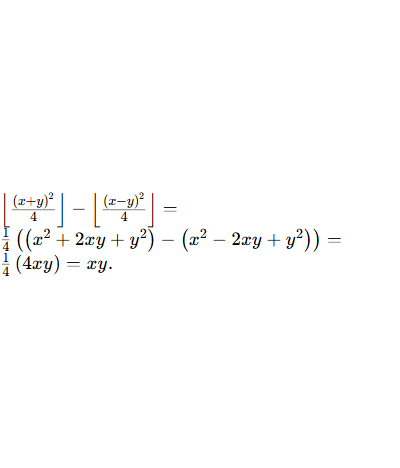 ⌊(x+y)²/4⌋ − ⌊(x−y)²/4⌋ =
1/4 ((x² + 2xy + y²) − (x² − 2xy + y²)) =
1/4 (4xy) = xy.